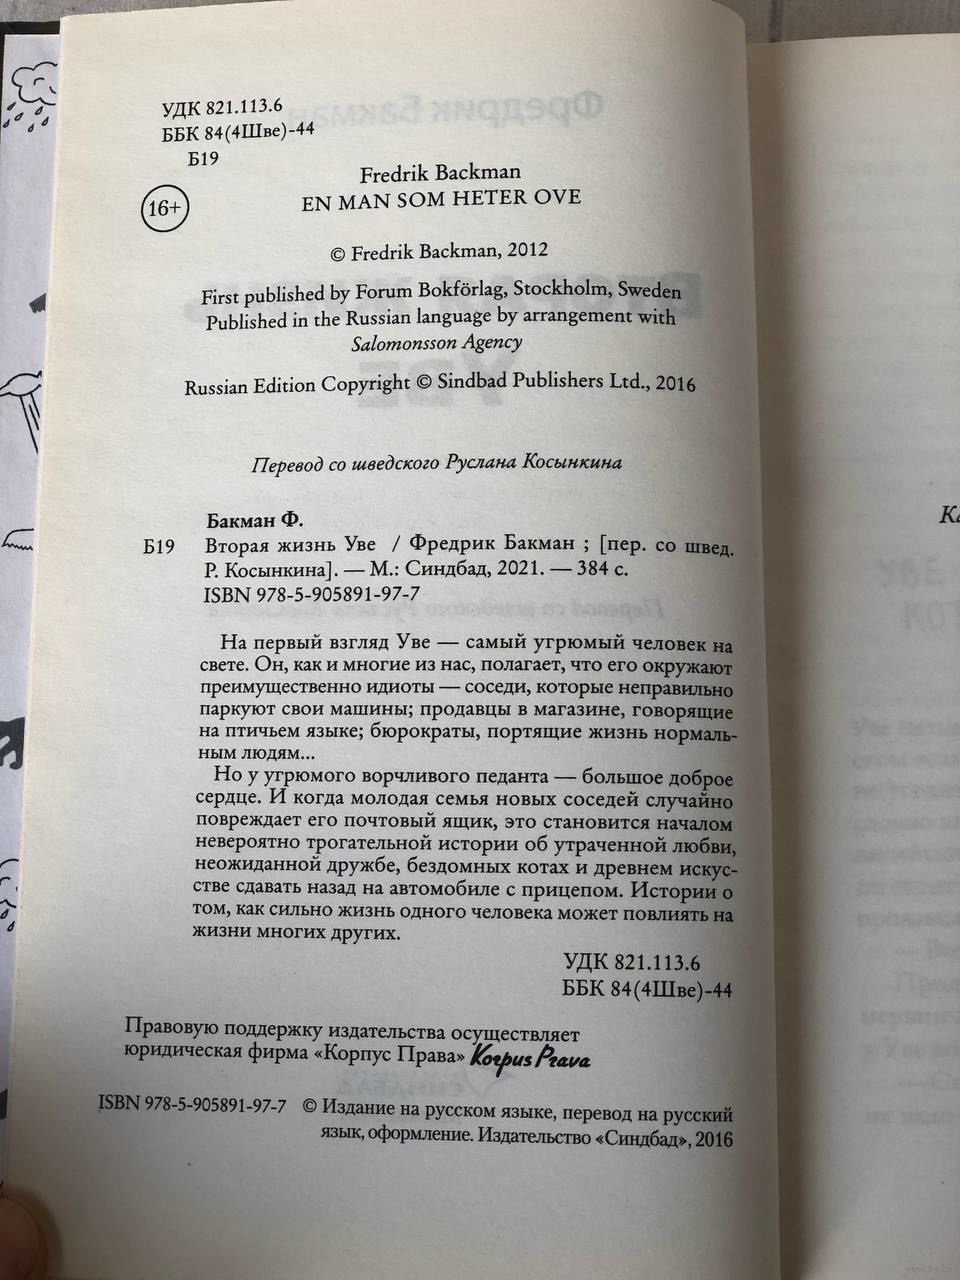 УДК 821.113.6
ББК 84(4Шве)-44
Б19
16+
Fredrik Backman
EN MAN SOM HETER OVE
© Fredrik Backman, 2012
First published by Forum Bokförlag, Stockholm, Sweden
Published in the Russian language by arrangement with
Salomonsson Agency
Russian Edition Copyright © Sindbad Publishers Ltd., 2016
Перевод со шведского Руслана Косынкина
Бакман Ф.
Б19 Вторая жизнь Уве / Фредрик Бакман ; [пер. со швед.
Р. Косынкина]. — М.: Синдбад, 2021. — 384 с.
ISBN 978-5-905891-97-7
На первый взгляд Уве — самый угрюмый человек на
свете. Он, как и многие из нас, полагает, что его окружают
преимущественно идиоты — соседи, которые неправильно
паркуют свои машины; продавцы в магазине, говорящие
на птичьем языке; бюрократы, портящие жизнь нормаль-
ным людям...
Но у угрюмого ворчливого педанта — большое доброе
сердце. И когда молодая семья новых соседей случайно
повреждает его почтовый ящик, это становится началом
невероятно трогательной истории об утраченной любви,
неожиданной дружбе, бездомных котах и древнем искус-
стве сдавать назад на автомобиле с прицепом. Истории о
том, как сильно жизнь одного человека может повлиять на
жизни многих других.
УДК 821.113.6
ББК 84(4Шве)-44
Правовую поддержку издательства осуществляет
юридическая фирма «Корпус Права» Korpus Prava
ISBN 978-5-905891-97-7 © Издание на русском языке, перевод на русский
язык, оформление. Издательство «Синдбад», 2016